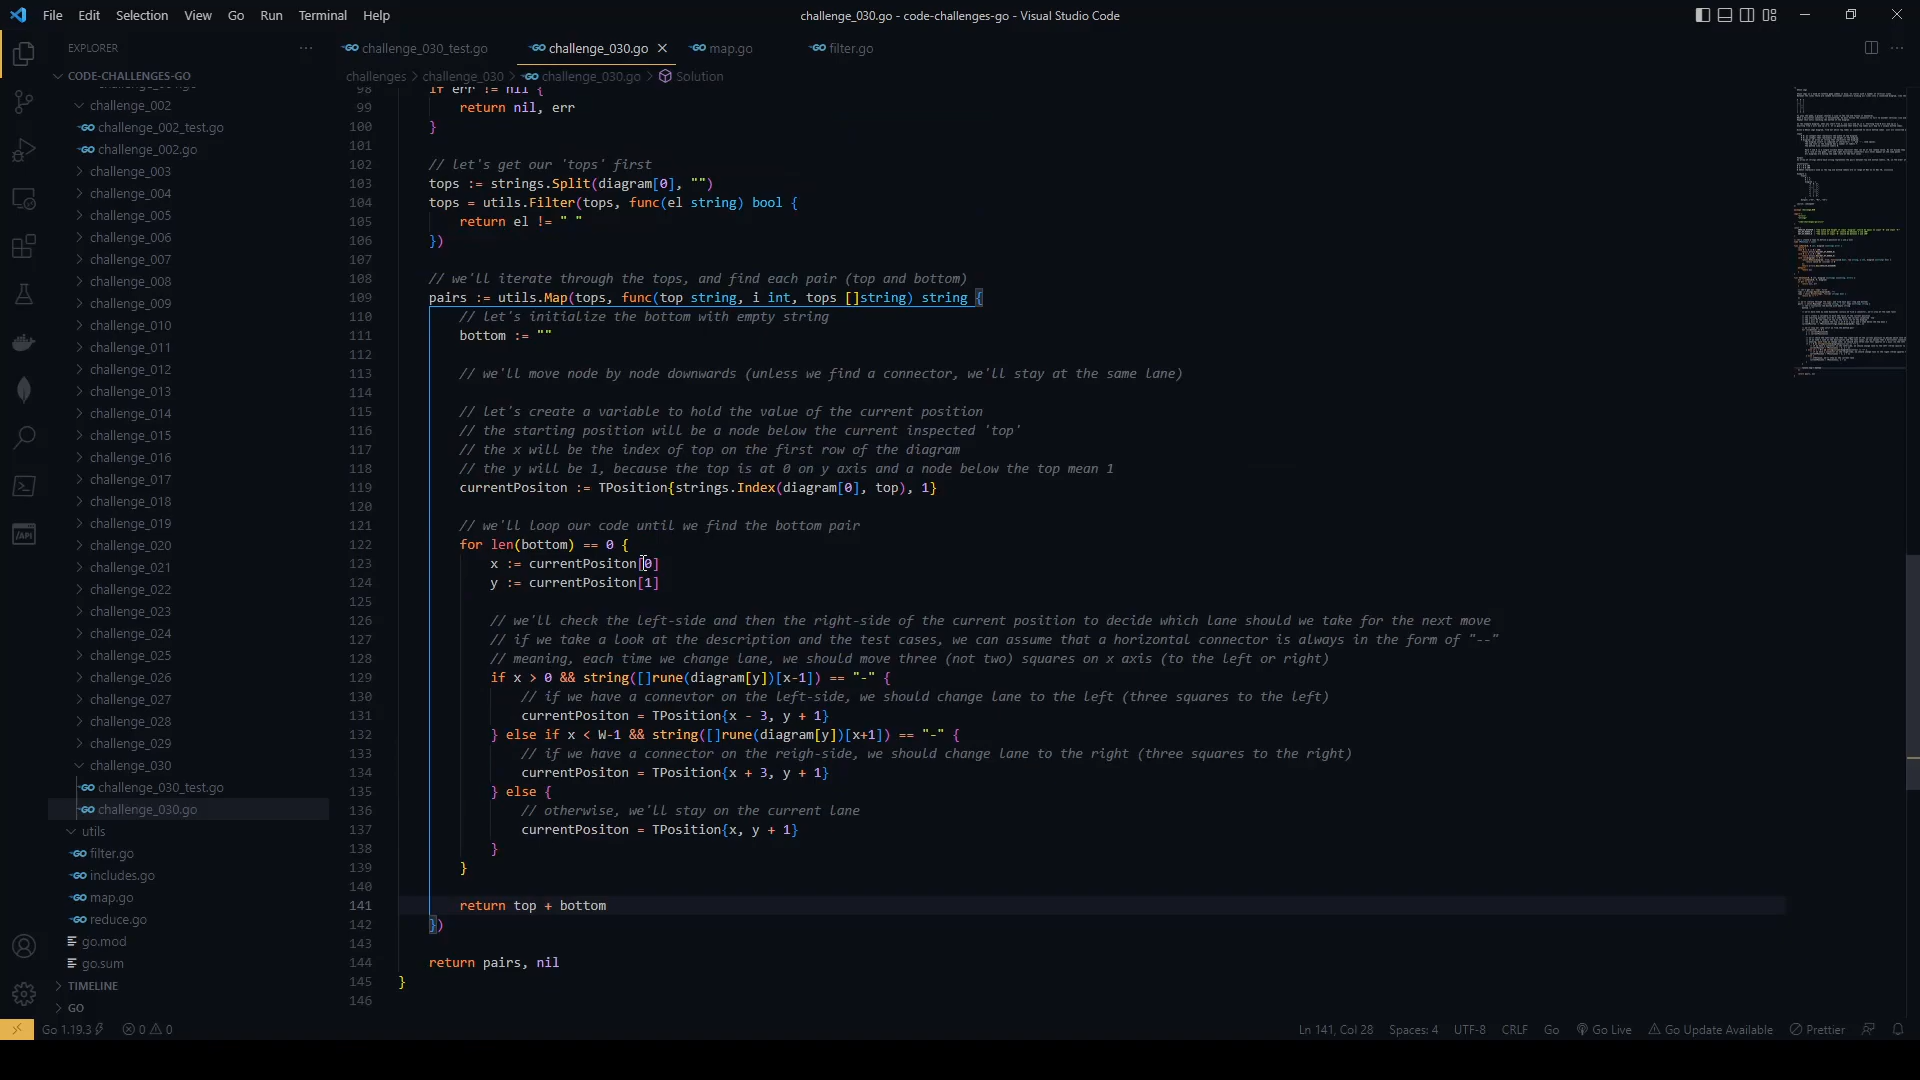 File Edit Selection View Go Run Terminal Help
challenge_030.go - code-challenges-go - Visual Studio Code
EXPLORER
challenge_030_test.go
challenge_030.go
map.go
filter.go
CODE-CHALLENGES-GO
challenges > challenge_030 > challenge_030.go > Solution
challenge_002
challenge_002_test.go
challenge_002.go
challenge_003
challenge_004
challenge_005
challenge_006
challenge_007
challenge_008
challenge_009
challenge_010
challenge_011
challenge_012
challenge_013
challenge_014
challenge_015
challenge_016
challenge_017
challenge_018
challenge_019
challenge_020
challenge_021
challenge_022
challenge_023
challenge_024
challenge_025
challenge_026
challenge_027
challenge_028
challenge_029
challenge_030
challenge_030_test.go
challenge_030.go
utils
filter.go
includes.go
map.go
reduce.go
go.mod
go.sum
TIMELINE
GO
98 if err != nil {
99 return nil, err
100 }
101
102 // let's get our 'tops' first
103 tops := strings.Split(diagram[0], "")
104 tops = utils.Filter(tops, func(el string) bool {
105 return el != " "
106 })
107
108 // we'll iterate through the tops, and find each pair (top and bottom)
109 pairs := utils.Map(tops, func(top string, i int, tops []string) string {
110 // let's initialize the bottom with empty string
111 bottom := ""
112
113 // we'll move node by node downwards (unless we find a connector, we'll stay at the same lane)
114
115 // let's create a variable to hold the value of the current position
116 // the starting position will be a node below the current inspected 'top'
117 // the x will be the index of top on the first row of the diagram
118 // the y will be 1, because the top is at 0 on y axis and a node below the top mean 1
119 currentPositon := TPosition{strings.Index(diagram[0], top), 1}
120
121 // we'll loop our code until we find the bottom pair
122 for len(bottom) == 0 {
123 x := currentPositon[0]
124 y := currentPositon[1]
125
126 // we'll check the left-side and then the right-side of the current position to decide which lane should we take for the next move
127 // if we take a look at the description and the test cases, we can assume that a horizontal connector is always in the form of "--"
128 // meaning, each time we change lane, we should move three (not two) squares on x axis (to the left or right)
129 if x > 0 && string([]rune(diagram[y])[x-1]) == "-" {
130 // if we have a connevtor on the left-side, we should change lane to the left (three squares to the left)
131 currentPositon = TPosition{x - 3, y + 1}
132 } else if x < W-1 && string([]rune(diagram[y])[x+1]) == "-" {
133 // if we have a connector on the reigh-side, we should change lane to the right (three squares to the right)
134 currentPositon = TPosition{x + 3, y + 1}
135 } else {
136 // otherwise, we'll stay on the current lane
137 currentPositon = TPosition{x, y + 1}
138 }
139 }
140
141 return top + bottom
142 })
143
144 return pairs, nil
145 }
146
Go 1.19.3 0 0 Ln 141, Col 28 Spaces: 4 UTF-8 CRLF Go Go Live Go Update Available Prettier